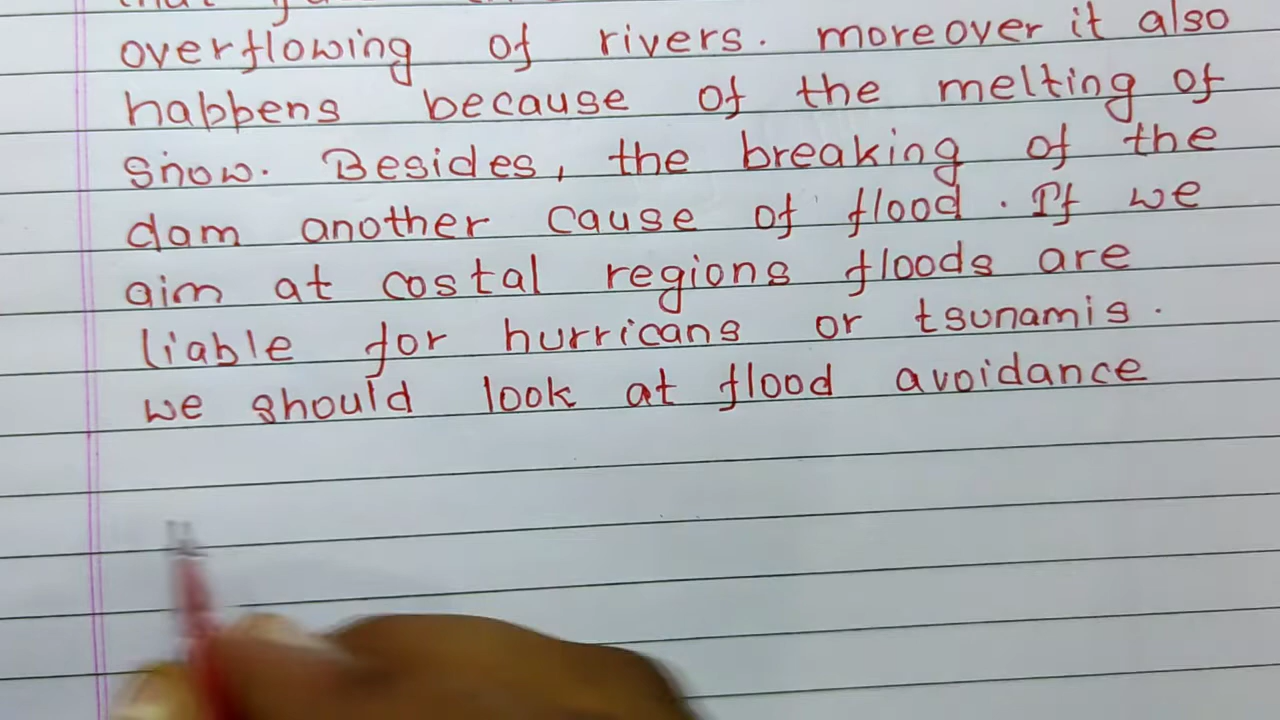 overflowing of rivers. moreover it also
happens because of the melting of
snow. Besides, the breaking of the
dam another cause of flood. If we
aim at costal regions floods are
liable for hurricans or tsunamis.
we should look at flood avoidance